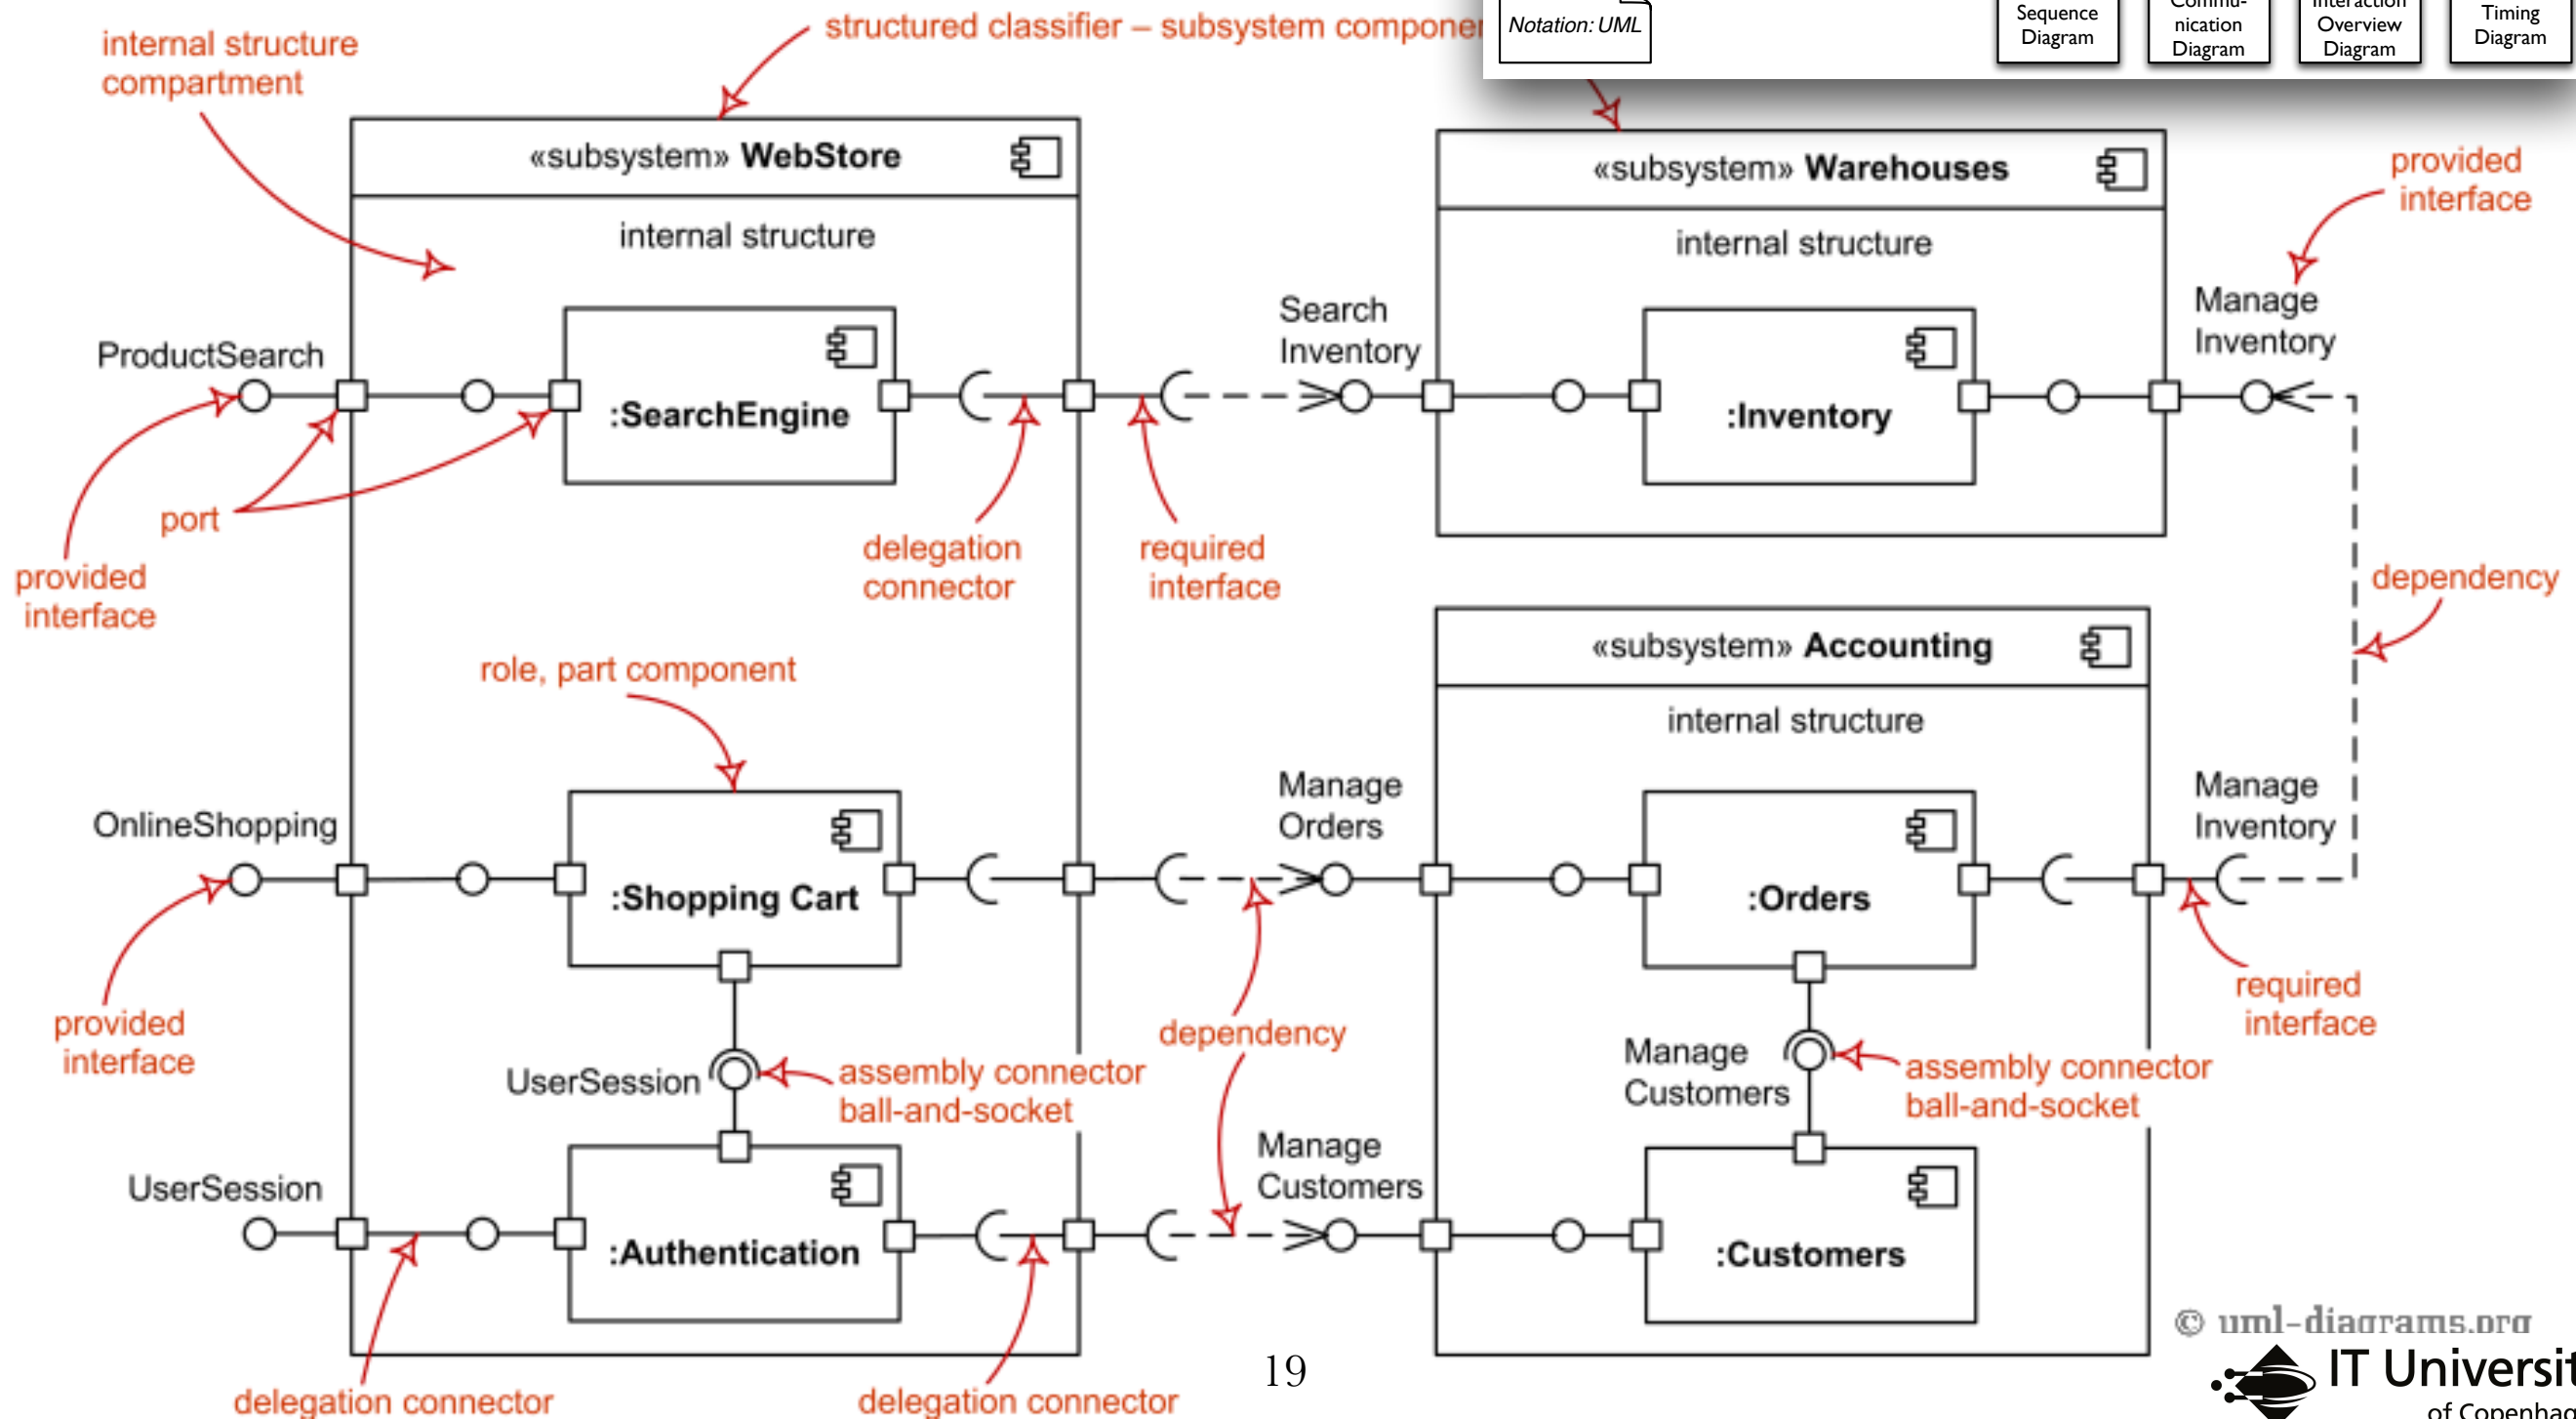 structured classifier – subsystem
internal structure
compartment
Notation: UML
Sequence
Diagram
nication
Diagram
Interaction
Overview
Diagram
Timing
Diagram
«subsystem» WebStore
internal structure
«subsystem» Warehouses
internal structure
provided
interface
ProductSearch
:SearchEngine
Search
Inventory
:Inventory
Manage
Inventory
port
provided
interface
delegation
connector
required
interface
dependency
role, part component
«subsystem» Accounting
internal structure
OnlineShopping
:Shopping Cart
Manage
Orders
:Orders
Manage
Inventory
provided
interface
dependency
required
interface
UserSession
assembly connector
ball-and-socket
Manage
Customers
assembly connector
ball-and-socket
UserSession
:Authentication
Manage
Customers
:Customers
delegation connector
delegation connector
19
© uml-diagrams.org
IT Universit
of Copenhag